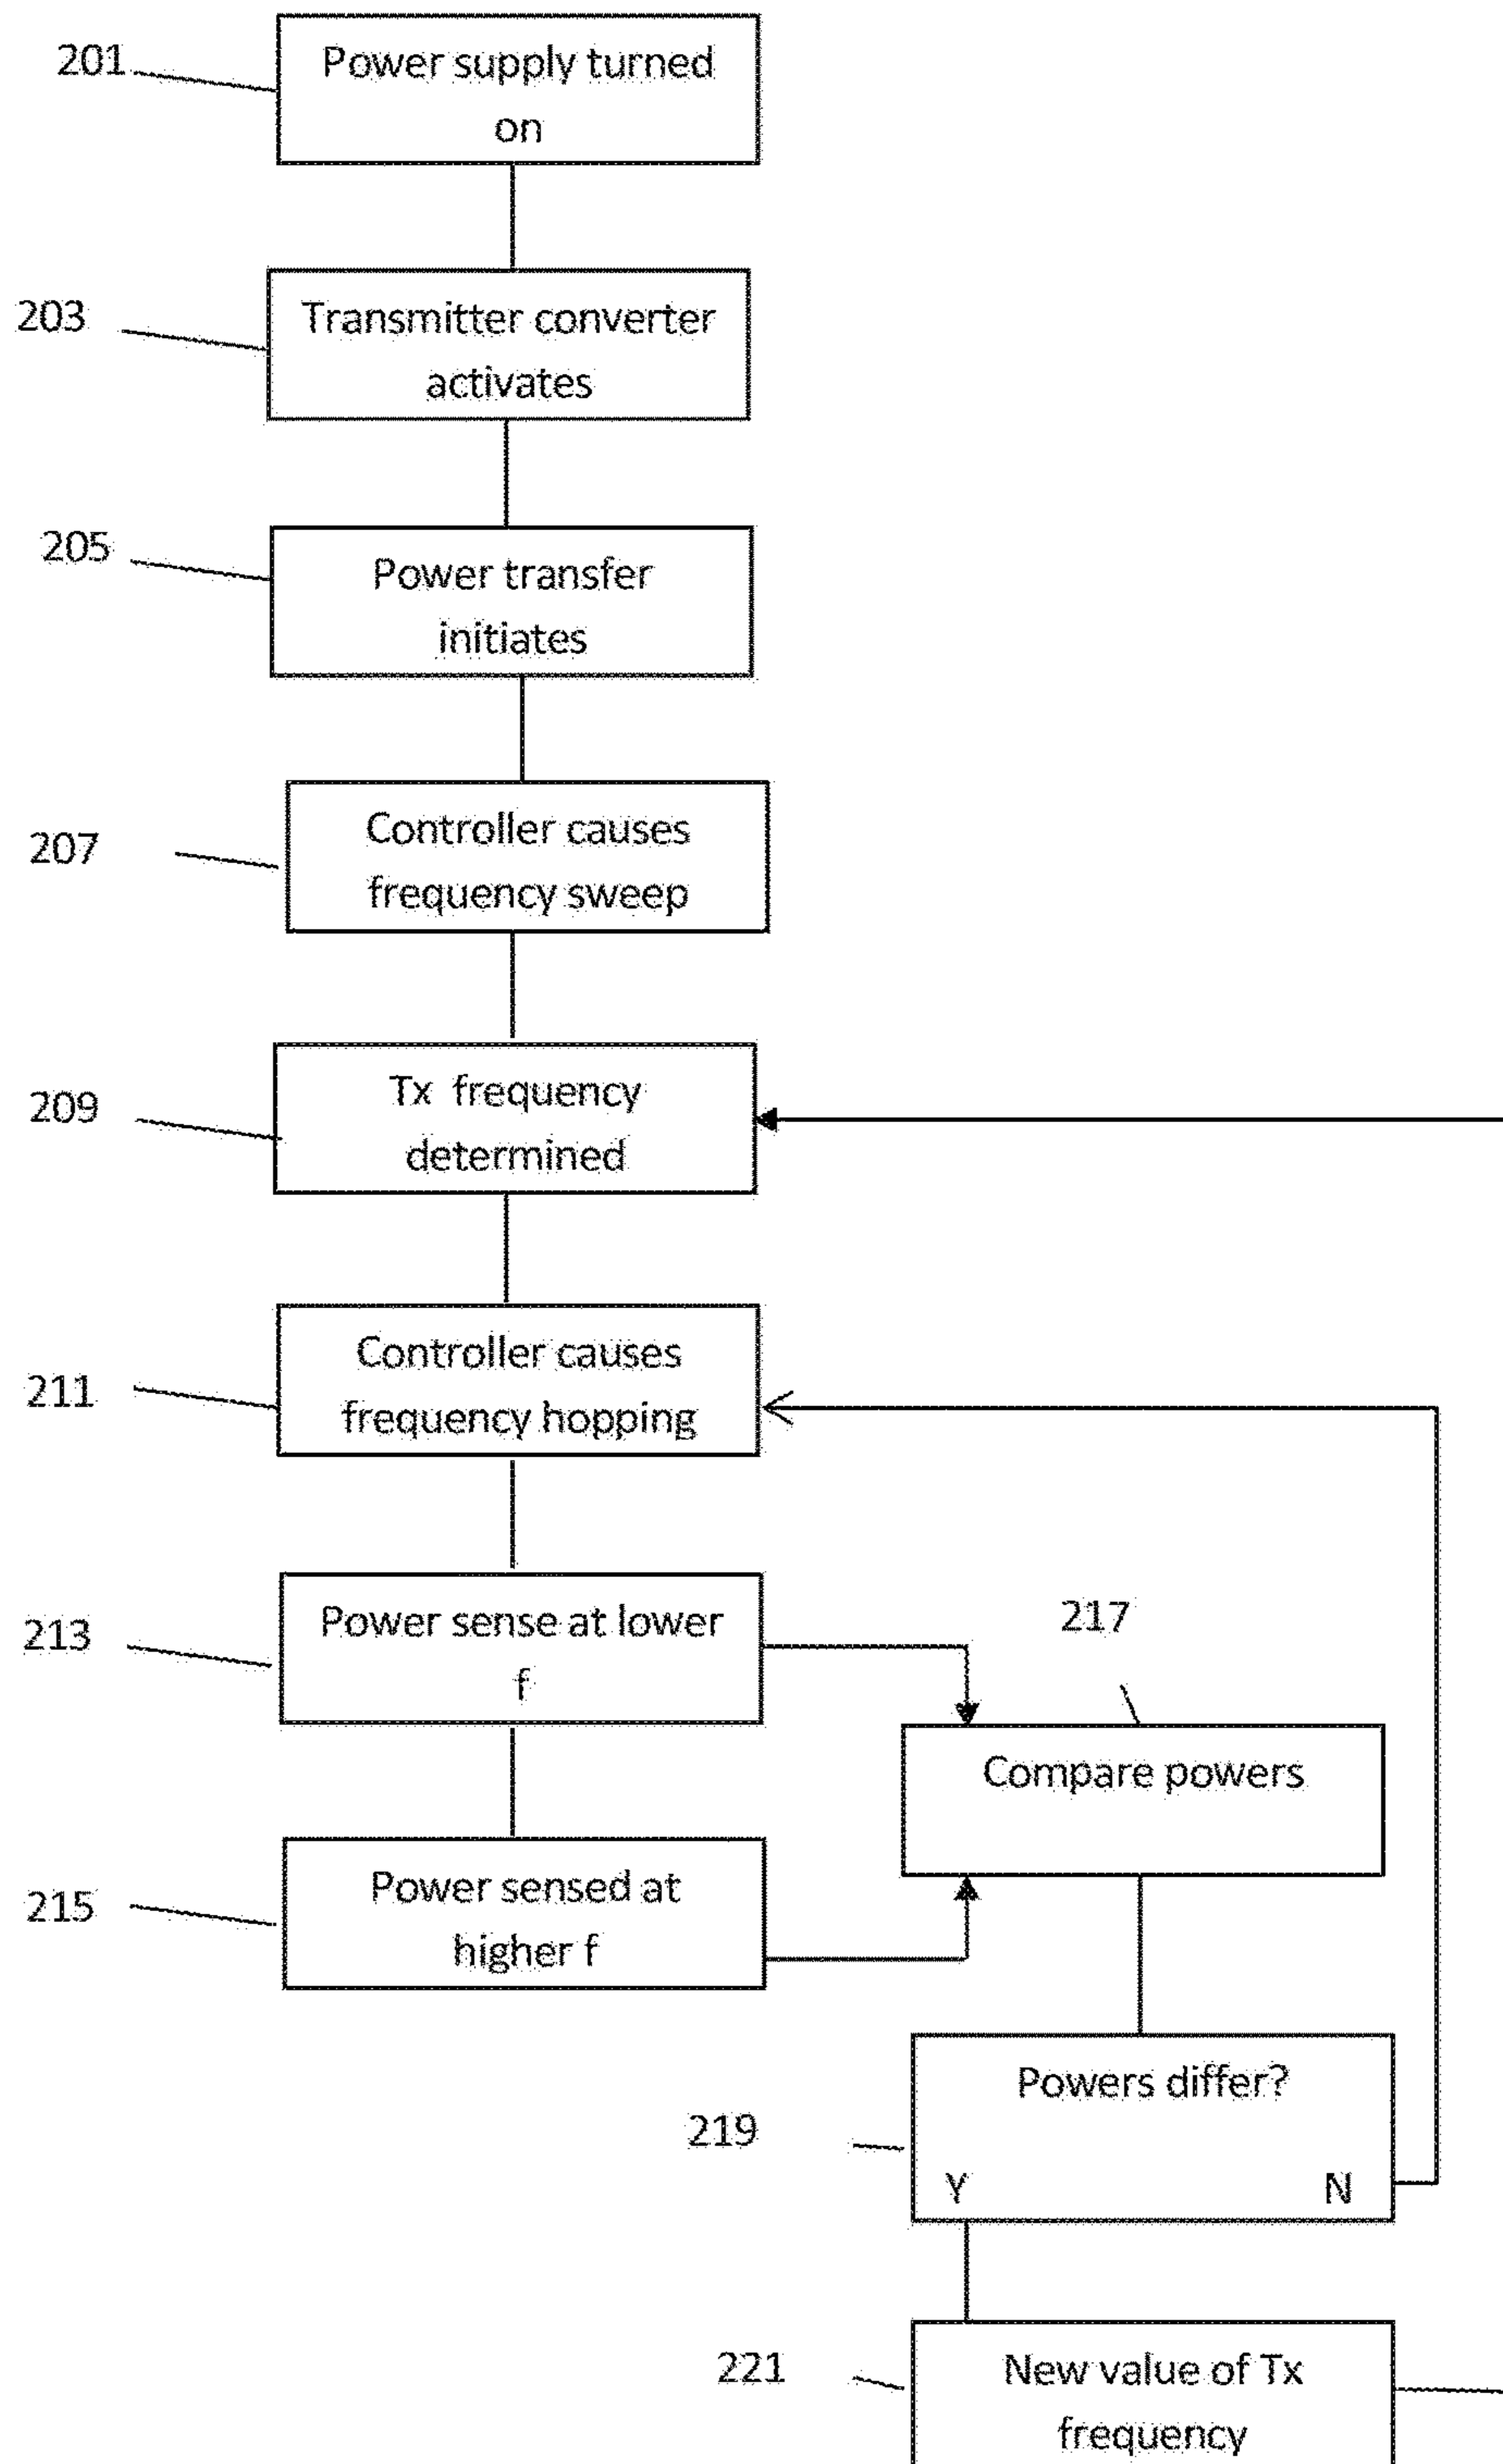 201
Power supply turned
on
203
Transmitter converter
activates
205
Power transfer
initiates
207
Controller causes
frequency sweep
209
Tx frequency
determined
211
Controller causes
frequency hopping
213
Power sense at lower
f
217
Compare powers
215
Power sensed at
higher f
219
Powers differ?
Y N
221
New value of Tx
frequency